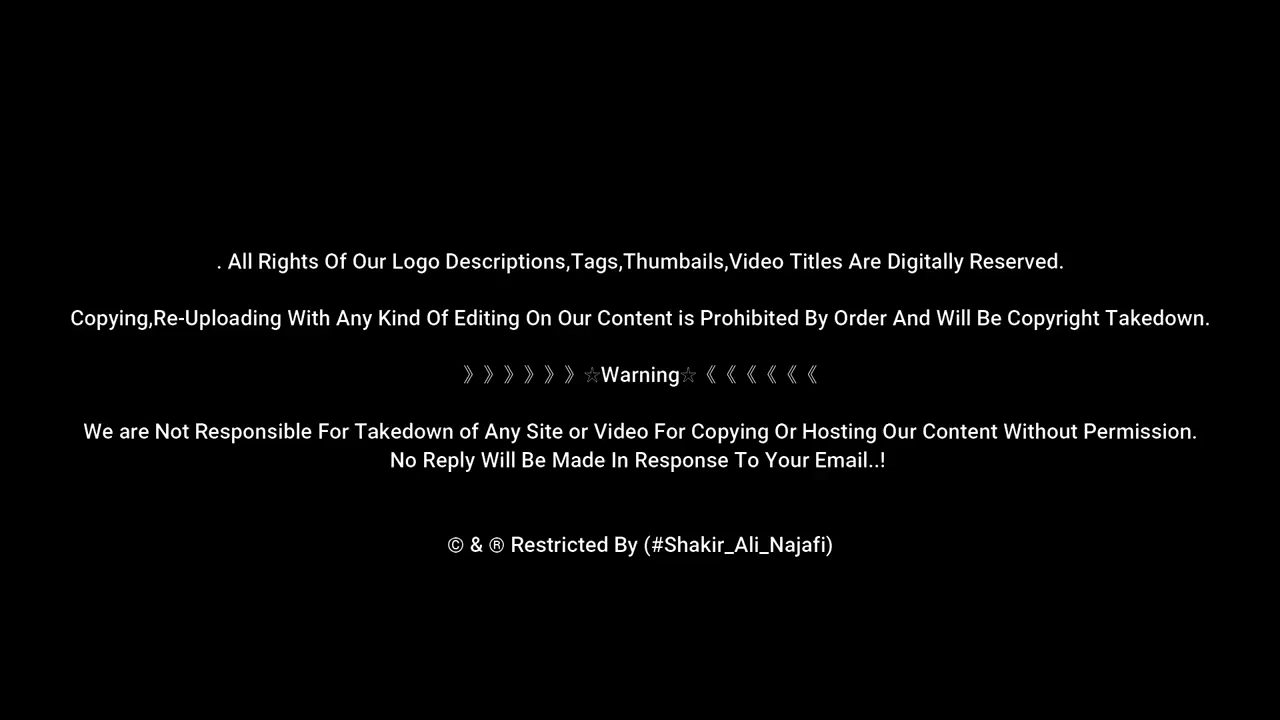 . All Rights Of Our Logo Descriptions,Tags,Thumbails,Video Titles Are Digitally Reserved.
Copying,Re-Uploading With Any Kind Of Editing On Our Content is Prohibited By Order And Will Be Copyright Takedown.
》》》》》》☆Warning☆《《《《《《
We are Not Responsible For Takedown of Any Site or Video For Copying Or Hosting Our Content Without Permission.
No Reply Will Be Made In Response To Your Email..!
© & ® Restricted By (#Shakir_Ali_Najafi)